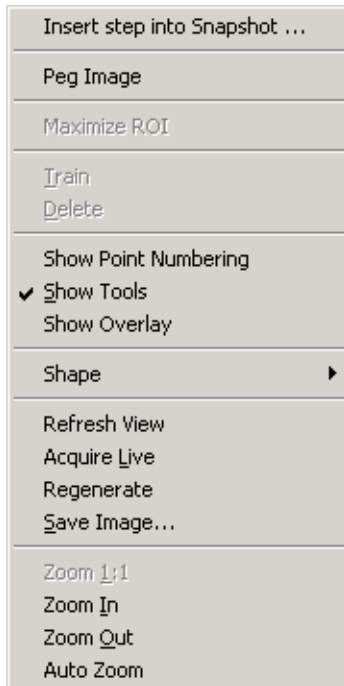 Insert step into Snapshot ...
Peg Image
Maximize ROI
Train
Delete
Show Point Numbering
Show Tools
Show Overlay
Shape
Refresh View
Acquire Live
Regenerate
Save Image...
Zoom 1:1
Zoom In
Zoom Out
Auto Zoom